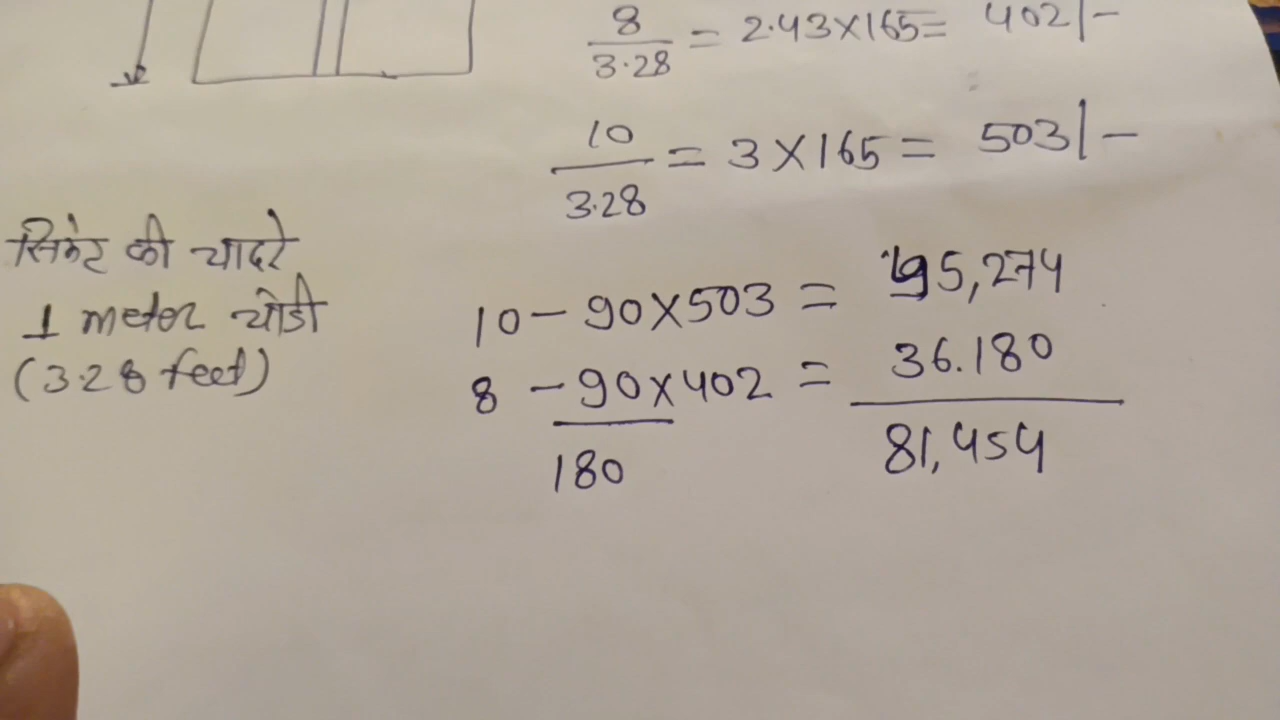 8/3.28 = 2.43×165= 402/-
10/3.28 = 3×165= 503/-
सिमेंट की चादरे
1 meter चोडी
(3.28 feet)
10-90×503 = 45,274
8 -90×402 = 36.180
180
81,454